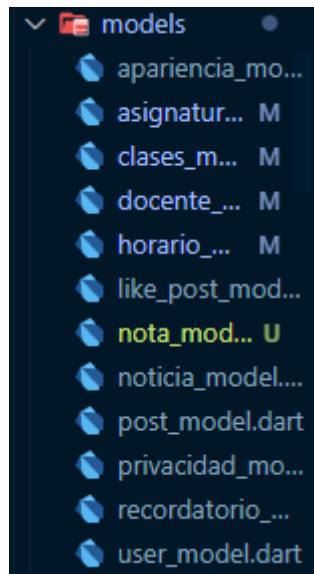 models
apariencia_mo...
asignatur... M
clases_m... M
docente_... M
horario_... M
like_post_mod...
nota_mod... U
noticia_model....
post_model.dart
privacidad_mo...
recordatorio_...
user_model.dart